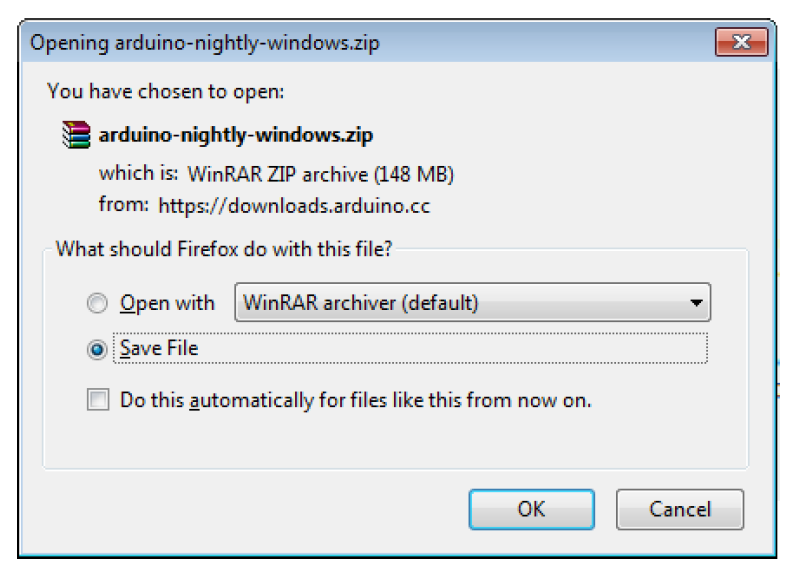 Opening arduino-nightly-windows.zip
You have chosen to open:
arduino-nightly-windows.zip
which is: WinRAR ZIP archive (148 MB)
from: https://downloads.arduino.cc
What should Firefox do with this file?
Open with WinRAR archiver (default)
Save File
Do this automatically for files like this from now on.
OK Cancel